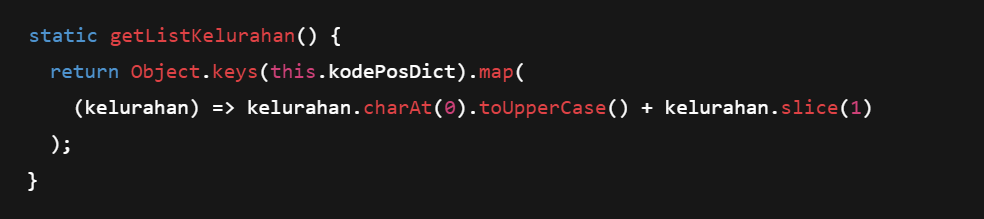 static getListKelurahan() {
  return Object.keys(this.kodePosDict).map(
    (kelurahan) => kelurahan.charAt(0).toUpperCase() + kelurahan.slice(1)
  );
}